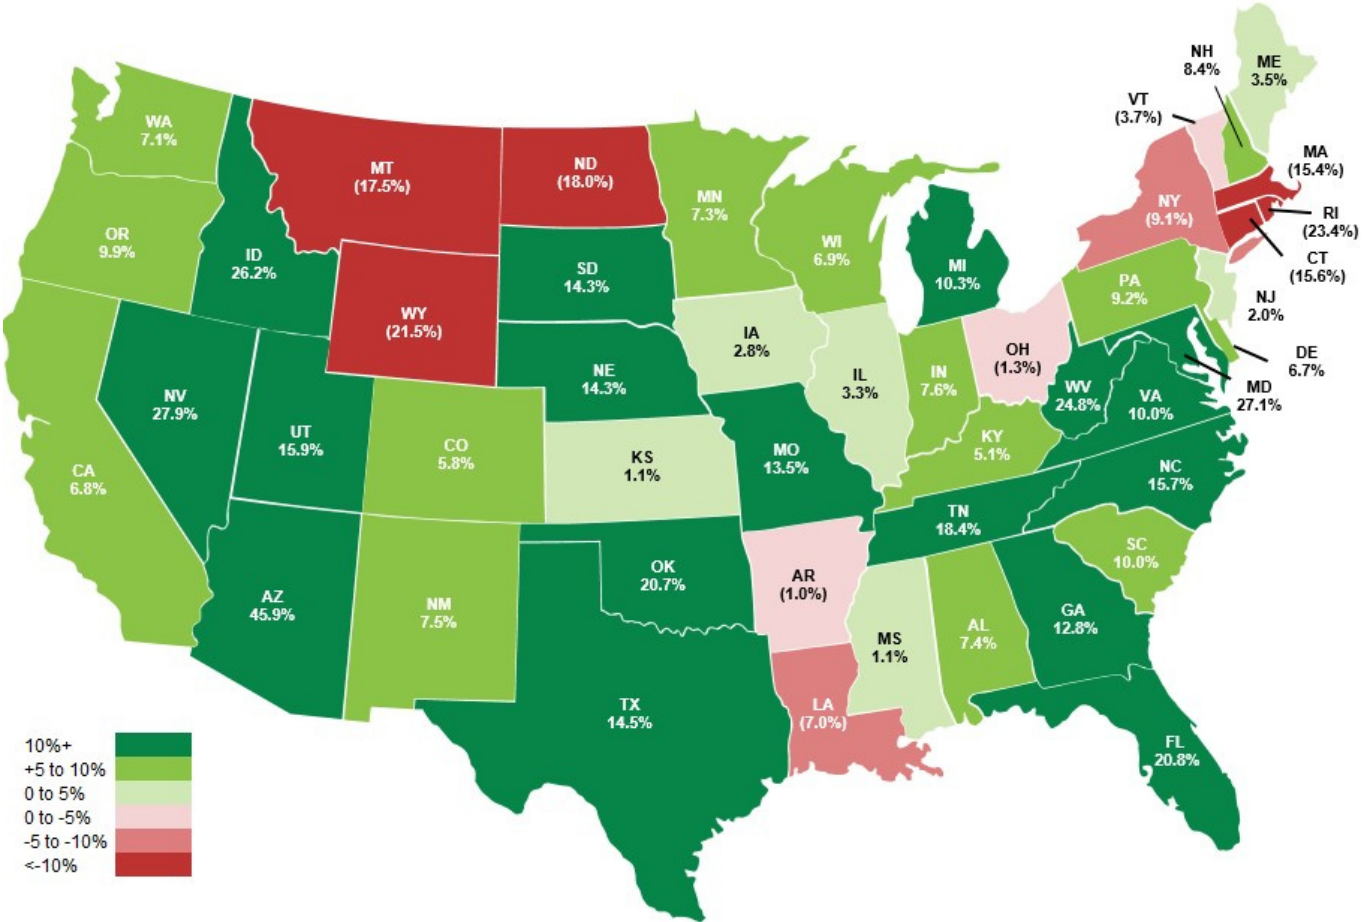 NH
8.4%
ME
3.5%
VT
(3.7%)
WA
7.1%
MT
(17.5%)
ND
(18.0%)
MN
7.3%
MA
(15.4%)
NY
(9.1%)
RI
(23.4%)
OR
9.9%
ID
26.2%
SD
14.3%
WI
6.9%
MI
10.3%
CT
(15.6%)
PA
9.2%
NJ
2.0%
WY
(21.5%)
IA
2.8%
OH
(1.3%)
DE
6.7%
NE
14.3%
IL
3.3%
IN
7.6%
WV
24.8%
VA
10.0%
MD
27.1%
NV
27.9%
UT
15.9%
CO
5.8%
KS
1.1%
MO
13.5%
KY
5.1%
CA
6.8%
NC
15.7%
TN
18.4%
SC
10.0%
AZ
45.9%
NM
7.5%
OK
20.7%
AR
(1.0%)
MS
1.1%
AL
7.4%
GA
12.8%
TX
14.5%
LA
(7.0%)
FL
20.8%
10%+
+5 to 10%
0 to 5%
0 to -5%
-5 to -10%
<-10%